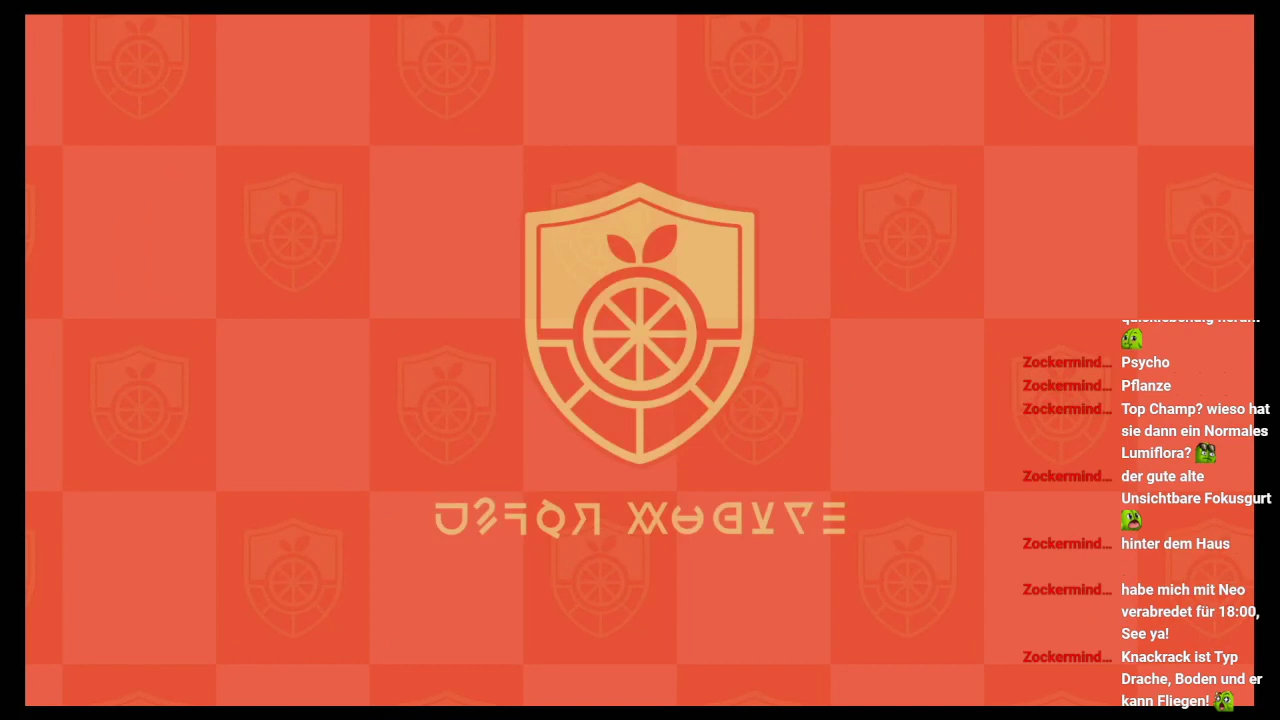 Zockermind... Psycho
Zockermind... Pflanze
Zockermind... Top Champ? wieso hat
sie dann ein Normales
Lumiflora?
Zockermind... der gute alte
Unsichtbare Fokusgurt
Zockermind... hinter dem Haus
Zockermind... habe mich mit Neo
verabredet für 18:00,
See ya!
Zockermind... Knackrack ist Typ
Drache, Boden und er
kann Fliegen!